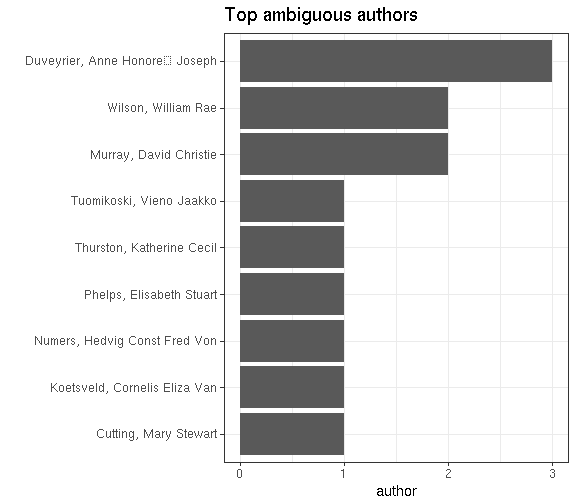 Top ambiguous authors
Duveyrier, Anne Honore Joseph
Wilson, William Rae
Murray, David Christie
Tuomikoski, Vieno Jaakko
Thurston, Katherine Cecil
Phelps, Elisabeth Stuart
Numers, Hedvig Const Fred Von
Koetsveld, Cornelis Eliza Van
Cutting, Mary Stewart
0 1 2 3
author